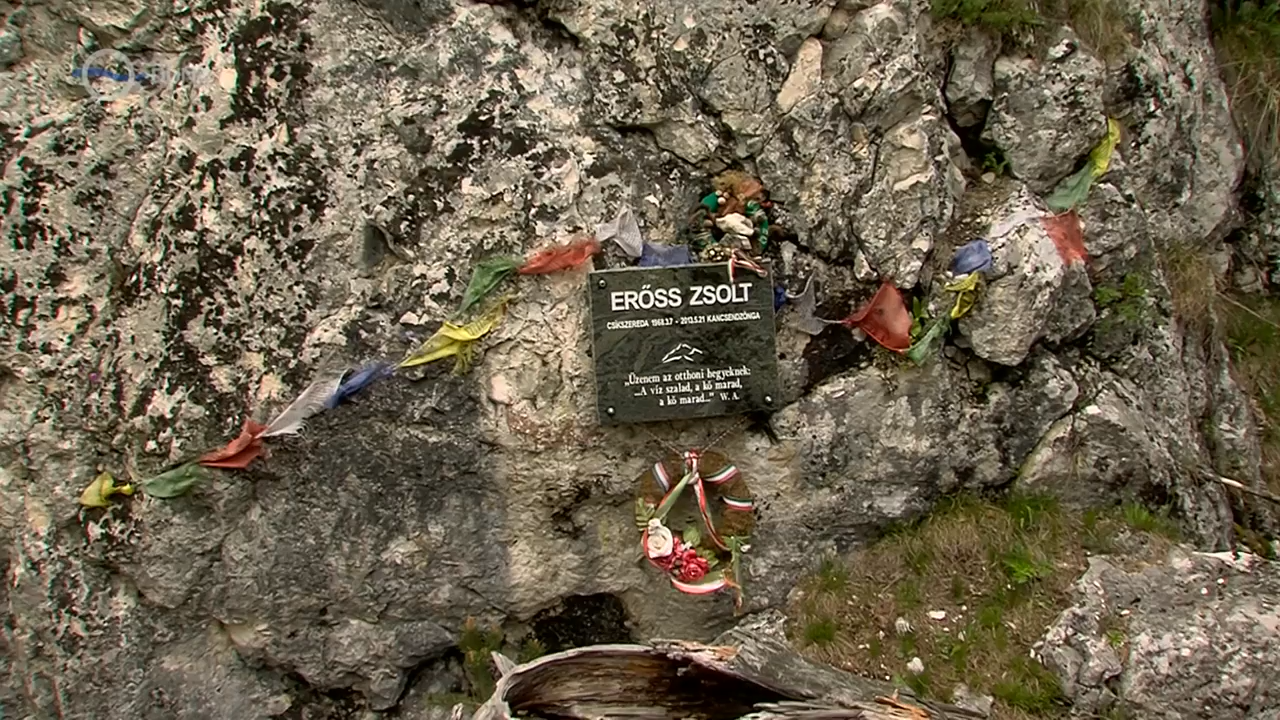 ERŐSS ZSOLT
CSÍKSZEREDA 1968.3.7 - 2013.5.21 KANCSENDZÖNGA
„Üzenem az otthoni hegyeknek:
„...A víz szalad, a kő marad,
a kő marad...” W. A.